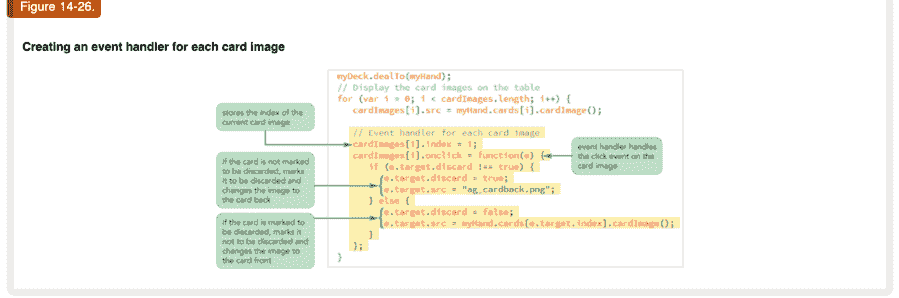 Figure 14-26.
Creating an event handler for each card image
myDeck.dealTo(myHand);
// Display the card images on the table
for (var i = 0; i < cardImages.length; i++) {
cardImages[i].src = myHand.cards[i].cardImage();
stores the index of the
current card image
// Event handler for each card image
cardImages[i].index = i;
cardImages[i].onclick = function(e) {
event handler handles
the click event on the
card image
if the card is not marked
to be discarded, marks
it to be discarded and
changes the image to
the card back
if (e.target.discard !== true) {
e.target.discard = true;
e.target.src = "ag_cardback.png";
} else {
if the card is marked to
be discarded, marks it
not to be discarded and
changes the image to
the card front
e.target.discard = false;
e.target.src = myHand.cards[e.target.index].cardImage();
}
};
}